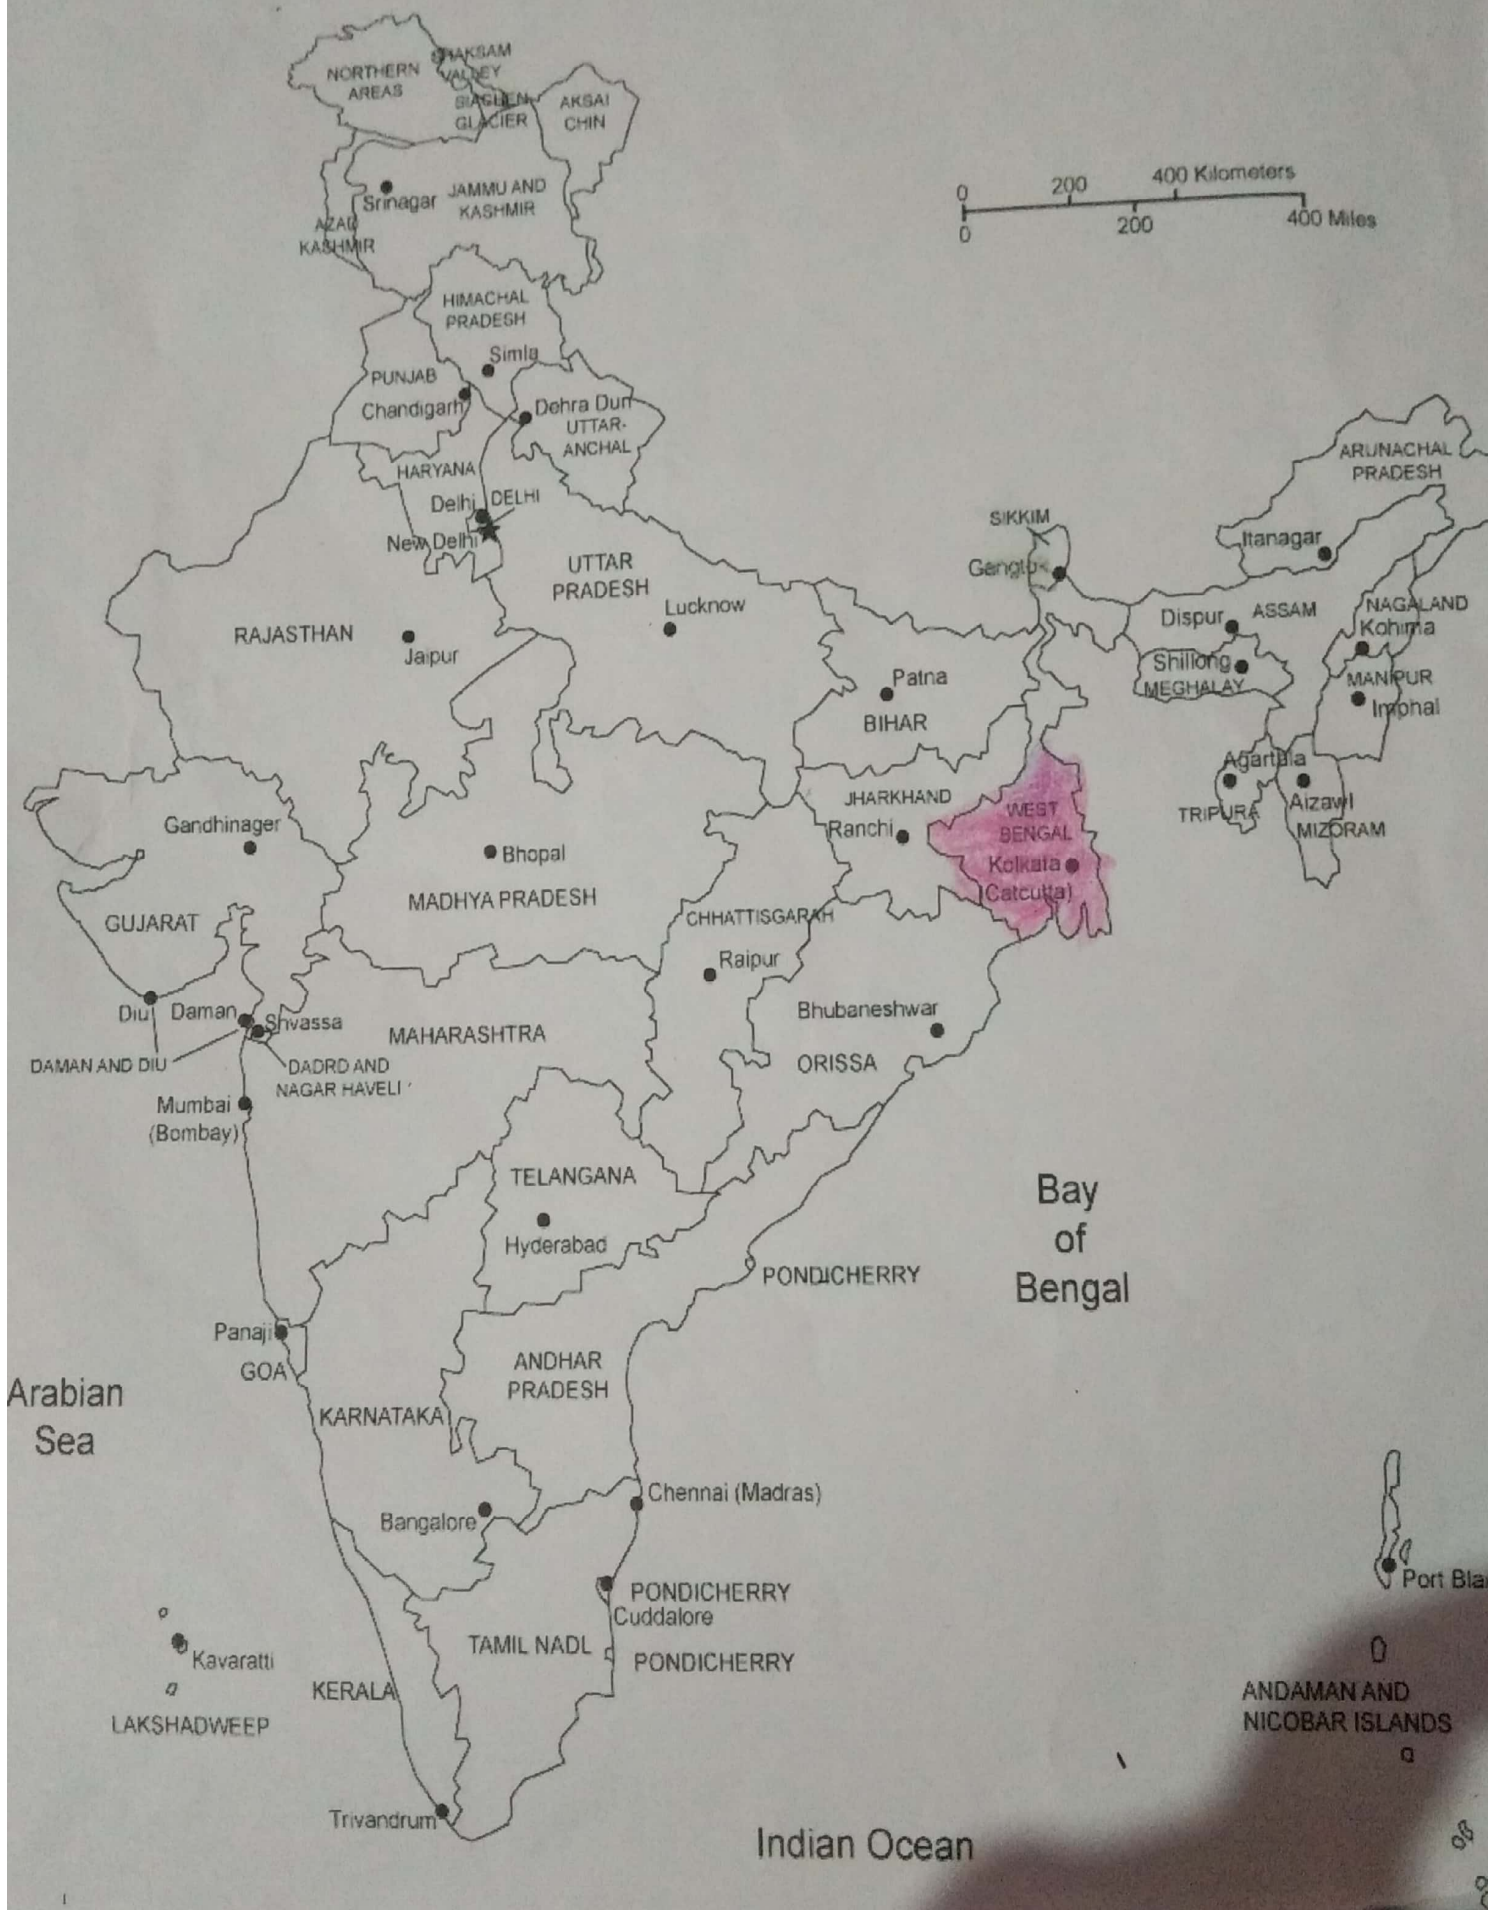 NORTHERN
AREAS
SHAKSAM
VALLEY
SIACHEN
GLACIER
AKSAI
CHIN
Srinagar
JAMMU AND
KASHMIR
AZAD
KASHMIR
0 200 400 Kilometers
0 200 400 Miles
HIMACHAL
PRADESH
Simla
PUNJAB
Chandigarh
Dehra Dun
UTTAR-
ANCHAL
HARYANA
Delhi
DELHI
New Delhi
UTTAR
PRADESH
Lucknow
RAJASTHAN
Jaipur
SIKKIM
Gangtok
ARUNACHAL
PRADESH
Itanagar
Dispur
ASSAM
NAGALAND
Kohima
Shillong
MEGHALAY
MANIPUR
Imphal
Patna
BIHAR
Agartala
TRIPURA
Aizawl
MIZORAM
JHARKHAND
Ranchi
WEST
BENGAL
Kolkata
(Catcutta)
Gandhinager
GUJARAT
Bhopal
MADHYA PRADESH
CHHATTISGARAH
Raipur
Diu
Daman
Shvassa
DAMAN AND DIU
DADRD AND
NAGAR HAVELI
MAHARASHTRA
Bhubaneshwar
ORISSA
Mumbai
(Bombay)
TELANGANA
Hyderabad
Bay
of
Bengal
PONDICHERRY
Panaji
GOA
ANDHAR
PRADESH
Arabian
Sea
KARNATAKA
Bangalore
Chennai (Madras)
PONDICHERRY
Cuddalore
TAMIL NADL
PONDICHERRY
Port Blai
Kavaratti
LAKSHADWEEP
KERALA
ANDAMAN AND
NICOBAR ISLANDS
Trivandrum
Indian Ocean